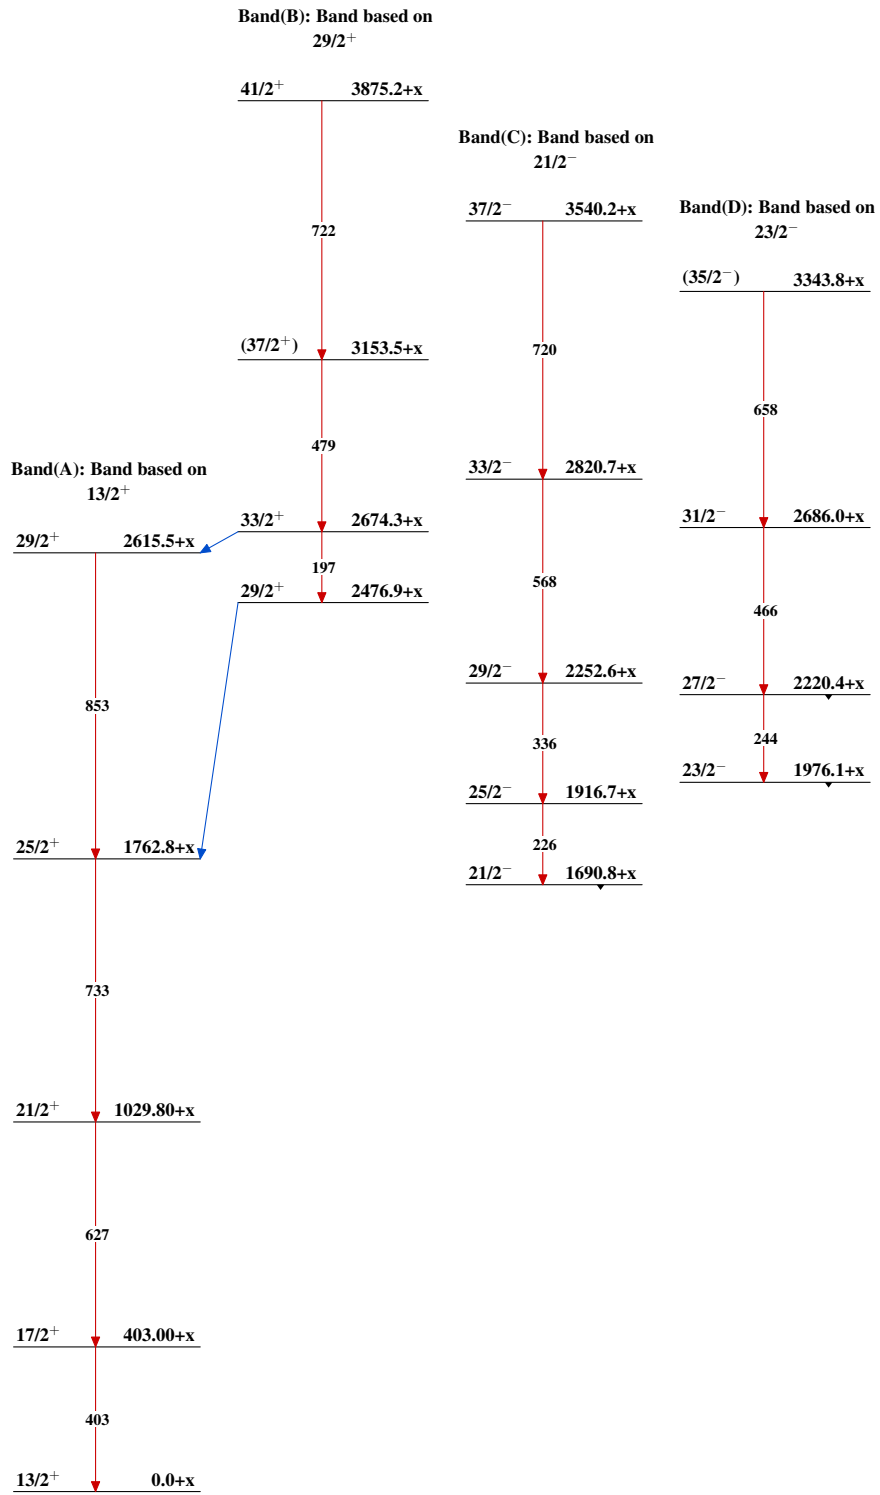 Band(B): Band based on
29/2+
41/2+ 3875.2+x
722
(37/2+) 3153.5+x
479
33/2+ 2674.3+x
197
29/2+ 2476.9+x
Band(C): Band based on
21/2−
37/2− 3540.2+x
720
33/2− 2820.7+x
568
29/2− 2252.6+x
336
25/2− 1916.7+x
226
21/2− 1690.8+x
Band(D): Band based on
23/2−
(35/2−) 3343.8+x
658
31/2− 2686.0+x
466
27/2− 2220.4+x
244
23/2− 1976.1+x
Band(A): Band based on
13/2+
29/2+ 2615.5+x
853
25/2+ 1762.8+x
733
21/2+ 1029.80+x
627
17/2+ 403.00+x
403
13/2+ 0.0+x